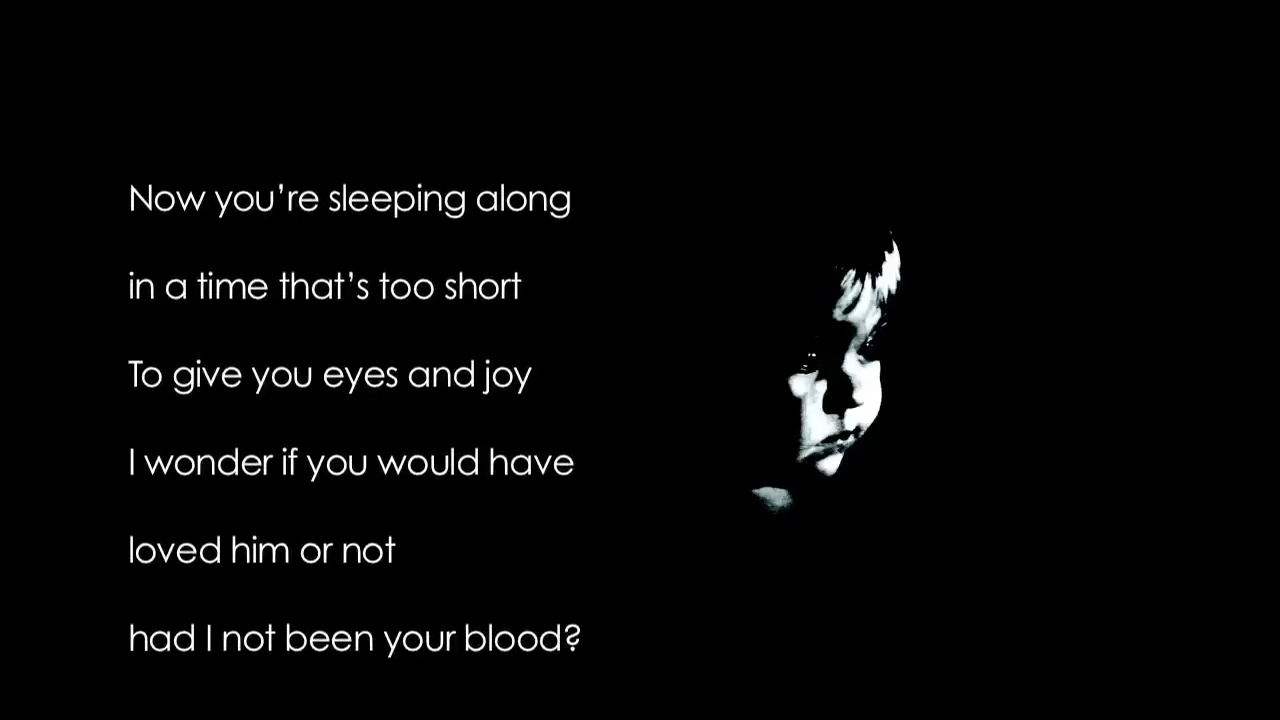 Now you’re sleeping along
in a time that’s too short
To give you eyes and joy
I wonder if you would have
loved him or not
had I not been your blood?